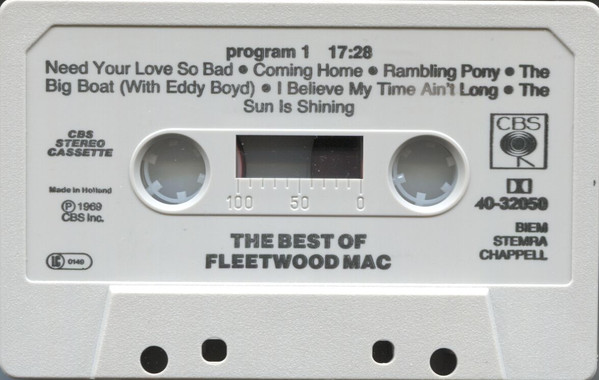 program 1 17:28
Need Your Love So Bad • Coming Home • Rambling Pony • The
Big Boat (With Eddy Boyd) • I Believe My Time Ain't Long • The
Sun Is Shining
CBS
STEREO
CASSETTE
CBS
Made in Holland
℗ 1969
CBS Inc.
100 50 0
40-32050
BIEM
STEMRA
CHAPPELL
THE BEST OF
FLEETWOOD MAC
0140